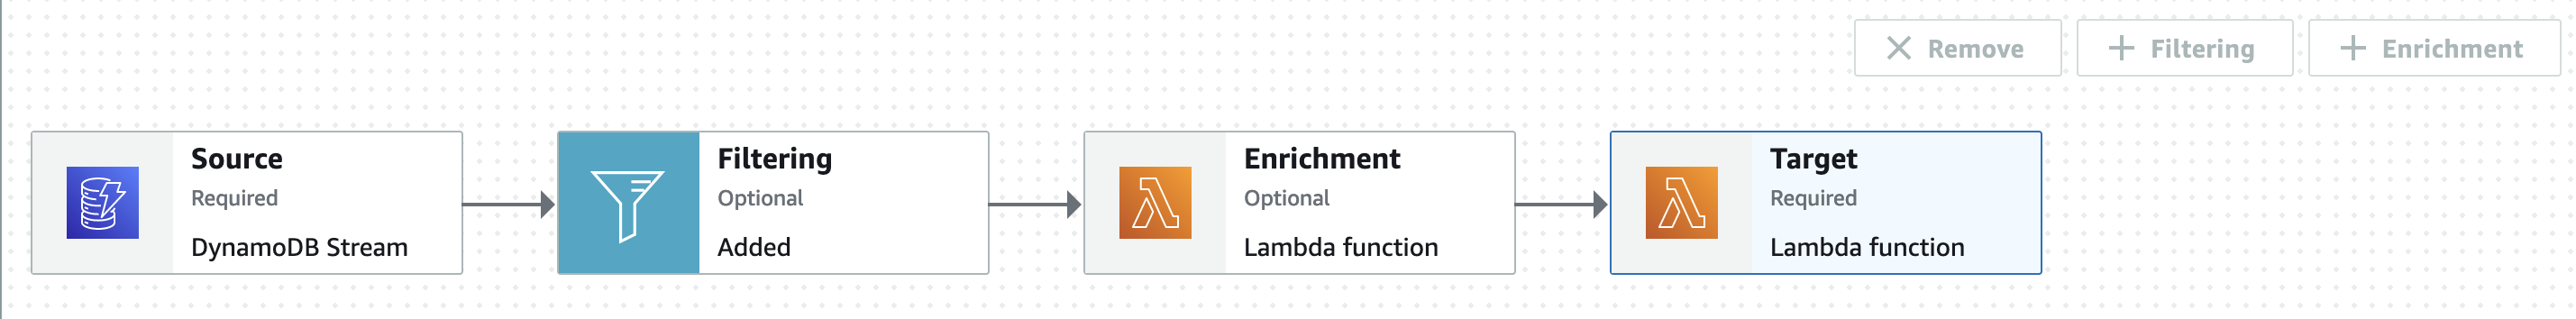 Remove
Filtering
Enrichment
Source
Required
DynamoDB Stream
Filtering
Optional
Added
Enrichment
Optional
Lambda function
Target
Required
Lambda function